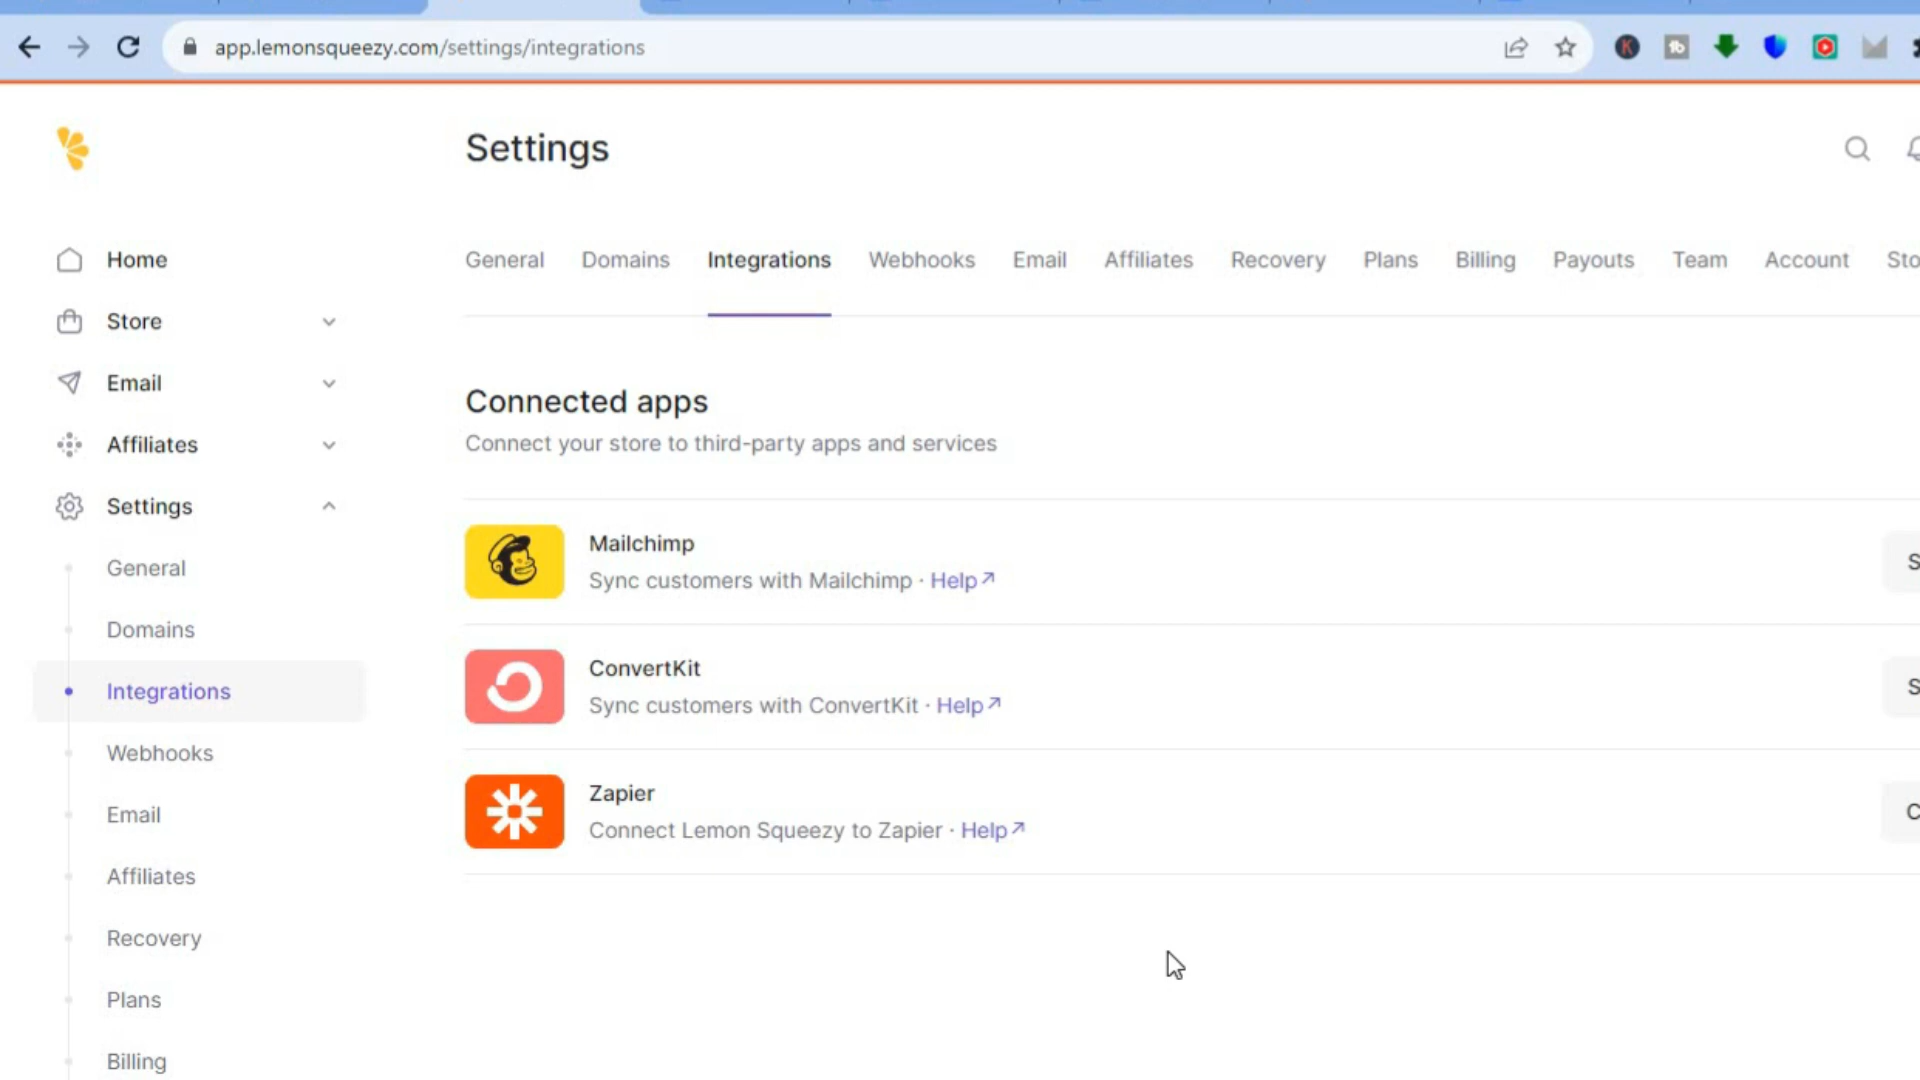 app.lemonsqueezy.com/settings/integrations
Settings
Home
Store
Email
Affiliates
Settings
General
Domains
Integrations
Webhooks
Email
Affiliates
Recovery
Plans
Billing
General Domains Integrations Webhooks Email Affiliates Recovery Plans Billing Payouts Team Account Sto
Connected apps
Connect your store to third-party apps and services
Mailchimp
Sync customers with Mailchimp · Help↗
S
ConvertKit
Sync customers with ConvertKit · Help↗
S
Zapier
Connect Lemon Squeezy to Zapier · Help↗
C